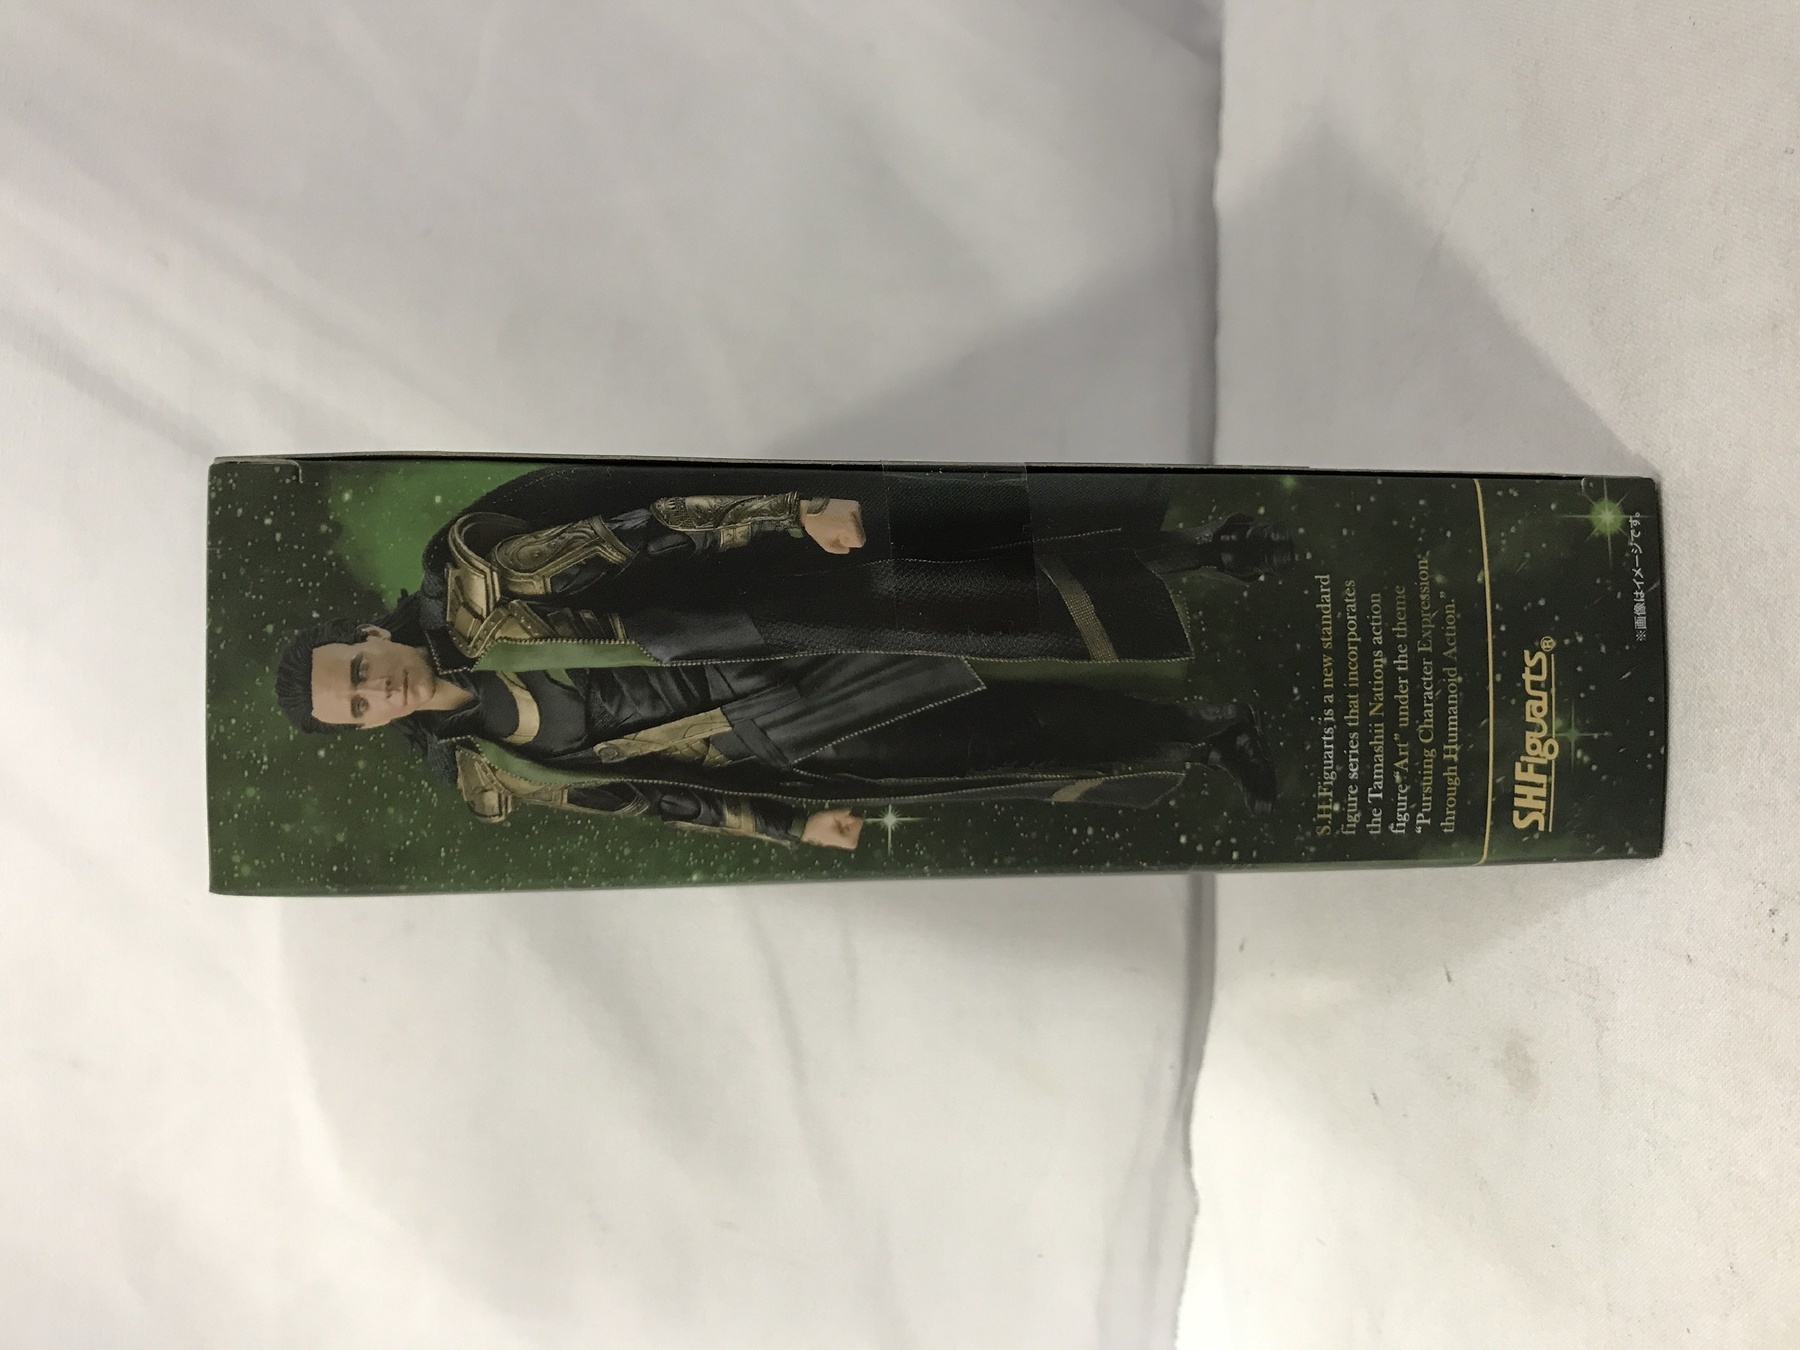 S.H.Figuarts is a new standard
figure series that incorporates
the Tamashii Nations action
figure "Art" under the theme
"Pursuing Character Expression
through Humanoid Action."
S.H.Figuarts®
※画像はイメージです。